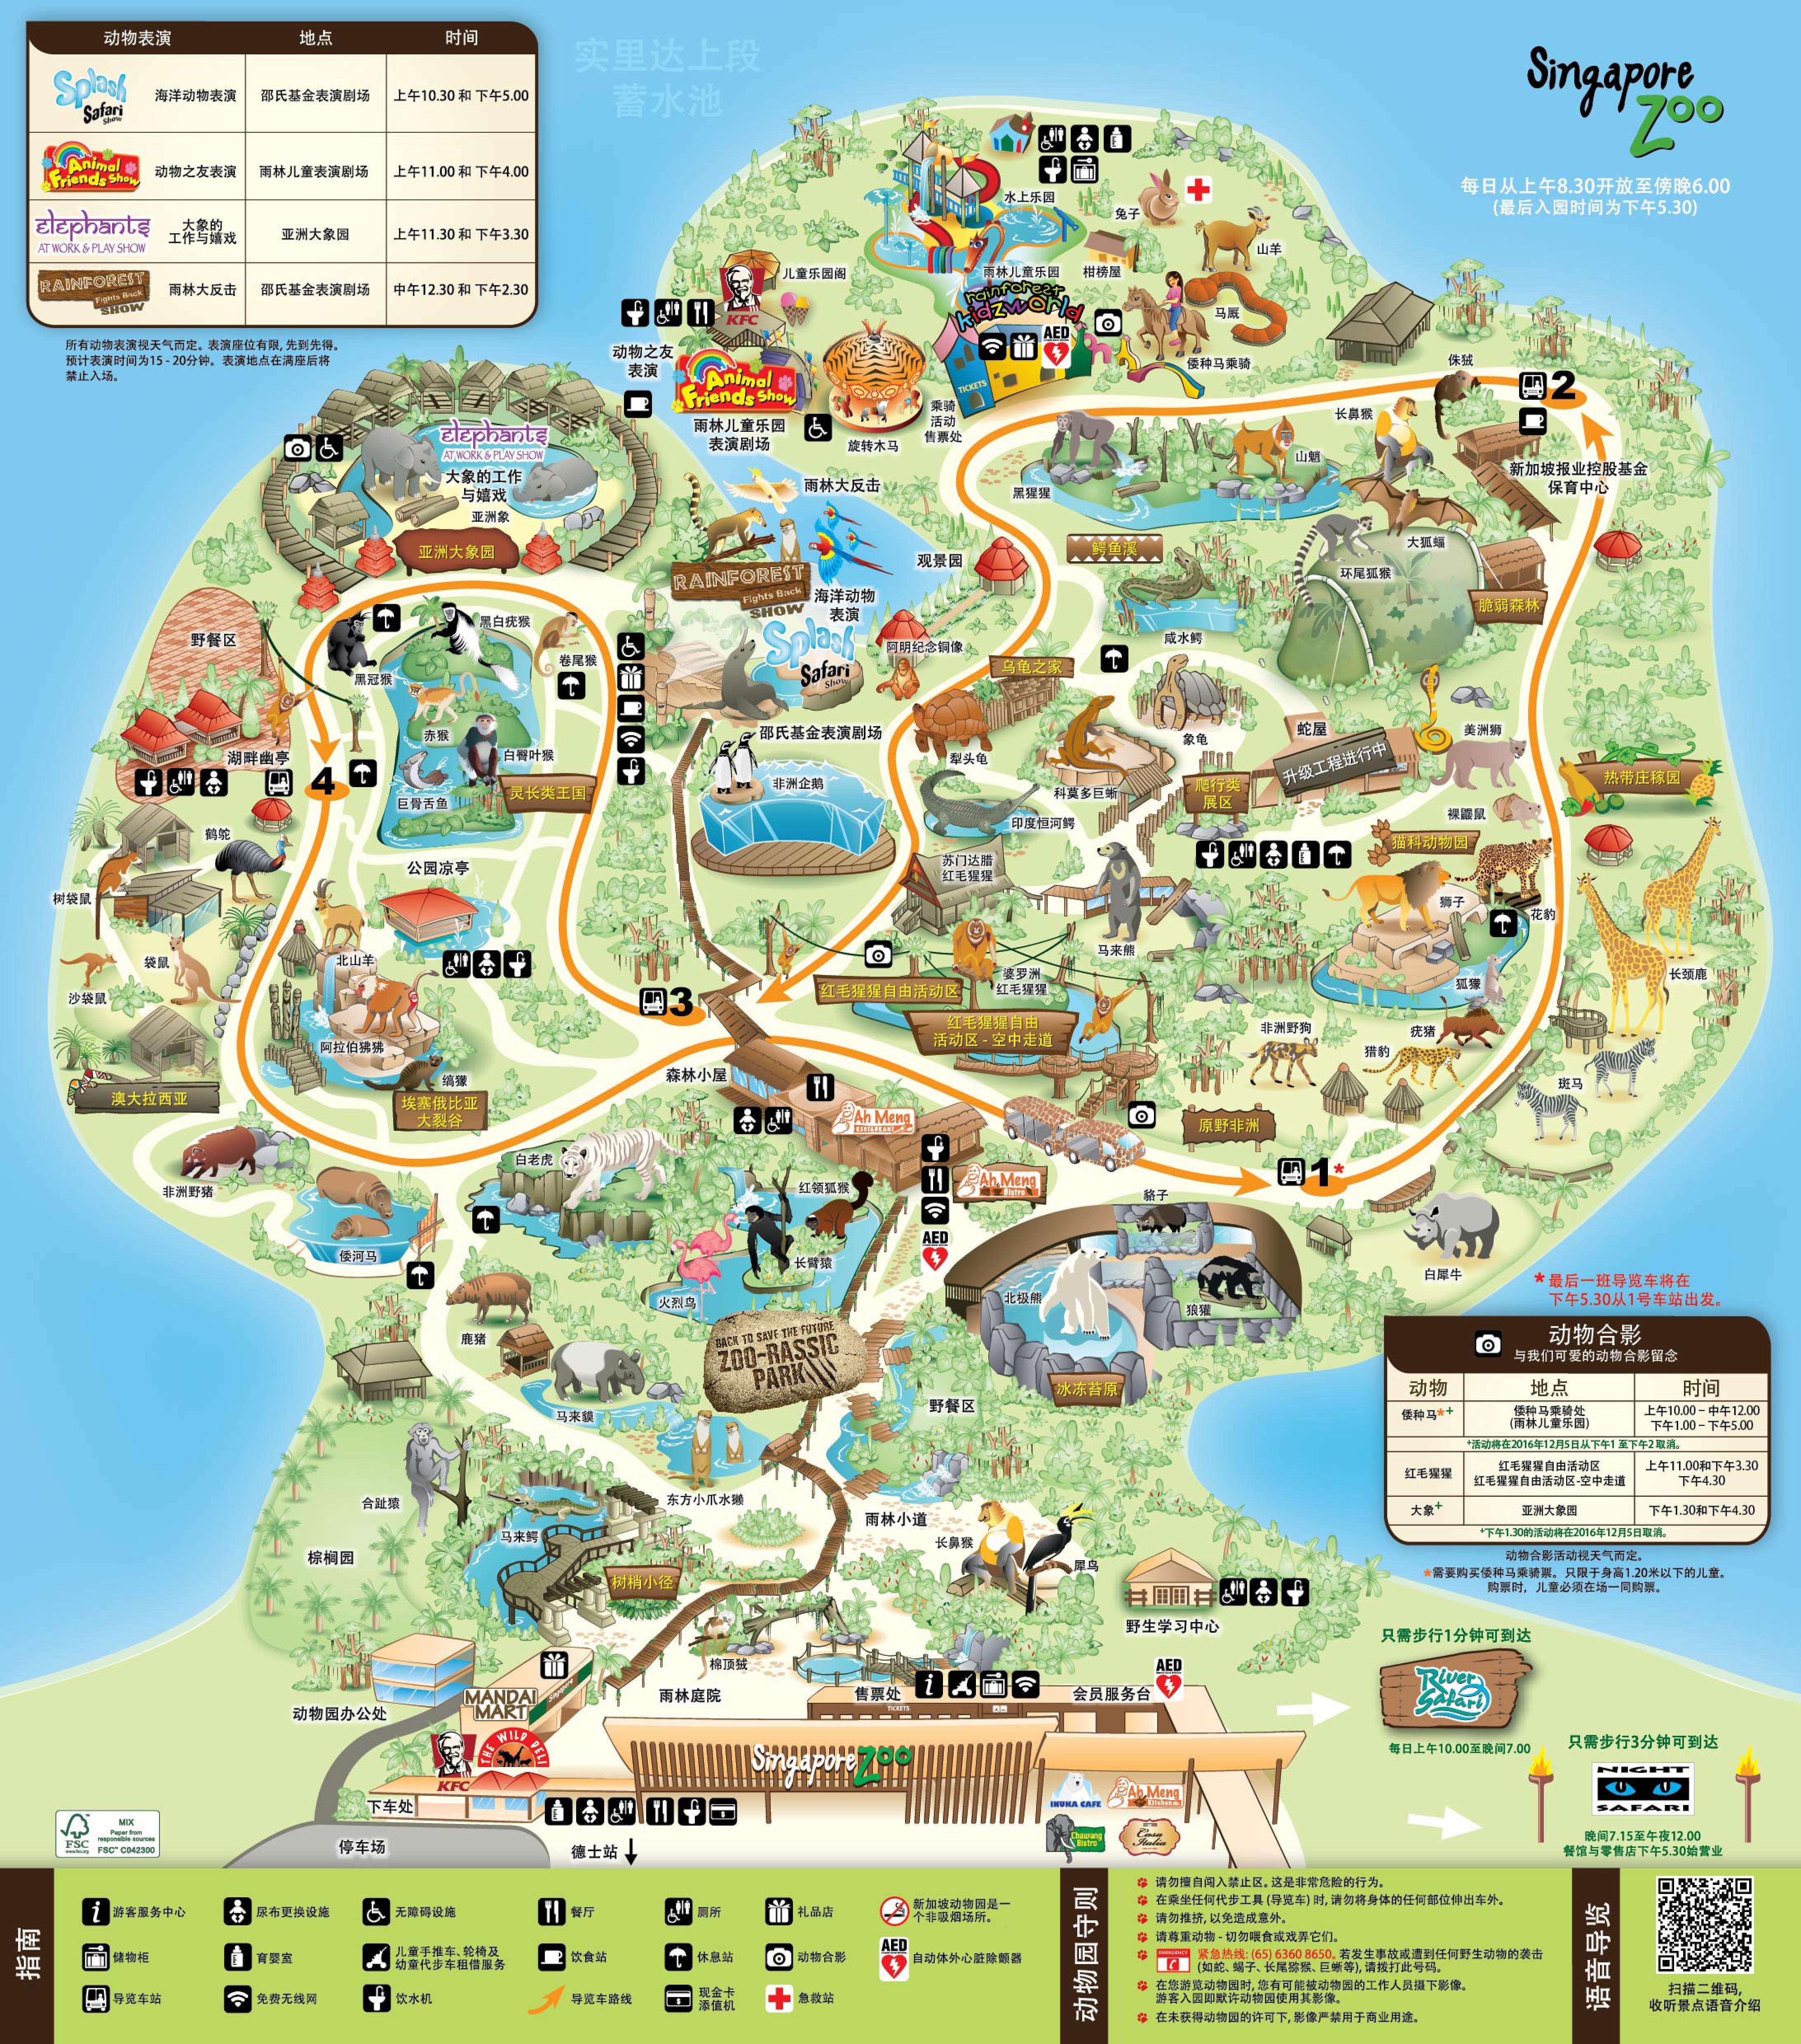 动物表演 地点 时间
Splash Safari Show 海洋动物表演 邵氏基金表演剧场 上午10.30 和 下午5.00
Animal Friends Show 动物之友表演 雨林儿童表演剧场 上午11.00 和 下午4.00
elephants AT WORK & PLAY SHOW 大象的工作与嬉戏 亚洲大象园 上午11.30 和 下午3.30
RAINFOREST Fights Back SHOW 雨林大反击 邵氏基金表演剧场 中午12.30 和 下午2.30
所有动物表演视天气而定。表演座位有限,先到先得。
预计表演时间为15 - 20分钟。表演地点在满座后将
禁止入场。
实里达上段
蓄水池
Singapore
Zoo
每日从上午8.30开放至傍晚6.00
(最后入园时间为下午5.30)
水上乐园
兔子
山羊
儿童乐园阁
KFC
雨林儿童乐园
柑榜屋
rainforest
kidzworld
马厩
AED
TICKETS
倭种马乘骑
动物之友
表演
Animal
Friends Show
雨林儿童乐园
表演剧场
旋转木马
乘骑
活动
售票处
侏狨
2
长鼻猴
山魈
黑猩猩
新加坡报业控股基金
保育中心
elephants
AT WORK & PLAY SHOW
大象的工作
与嬉戏
亚洲象
亚洲大象园
雨林大反击
RAINFOREST
Fights Back
SHOW
海洋动物
表演
Splash
Safari
Show
观景园
鳄鱼溪
咸水鳄
环尾狐猴
大狐蝠
脆弱森林
阿明纪念铜像
乌龟之家
野餐区
黑冠猴
黑白疣猴
卷尾猴
赤猴
白臀叶猴
巨骨舌鱼
灵长类王国
湖畔幽亭
4
邵氏基金表演剧场
非洲企鹅
犁头龟
象龟
科莫多巨蜥
印度恒河鳄
爬行类
展区
蛇屋
升级工程进行中
美洲狮
裸鼹鼠
热带庄稼园
猫科动物园
狮子
花豹
狐獴
长颈鹿
鹤鸵
树袋鼠
袋鼠
沙袋鼠
澳大拉西亚
公园凉亭
北山羊
阿拉伯狒狒
缟獴
埃塞俄比亚
大裂谷
3
苏门达腊
红毛猩猩
马来熊
婆罗洲
红毛猩猩
红毛猩猩自由活动区
红毛猩猩自由
活动区 - 空中走道
非洲野狗
疣猪
猎豹
斑马
原野非洲
森林小屋
Ah Meng
RESTAURANT
Ah Meng
Bistro
AED
1*
白犀牛
非洲野猪
倭河马
白老虎
红领狐猴
长臂猿
火烈鸟
鹿猪
马来貘
BACK TO SAVE THE FUTURE
ZOO-RASSIC
PARK
貉子
北极熊
狼獾
冰冻苔原
野餐区
*最后一班导览车将在
下午5.30从1号车站出发。
动物合影
与我们可爱的动物合影留念
动物 地点 时间
倭种马*+ 倭种马乘骑处 (雨林儿童乐园) 上午10.00 – 中午12.00 下午1.00 – 下午5.00
+活动将在2016年12月5日从下午1 至下午2 取消。
红毛猩猩 红毛猩猩自由活动区 上午11.00和下午3.30
红毛猩猩自由活动区-空中走道 下午4.30
大象+ 亚洲大象园 下午1.30和下午4.30
+下午1.30的活动将在2016年12月5日取消。
动物合影活动视天气而定。
*需要购买倭种马乘骑票。只限于身高1.20米以下的儿童。
购票时, 儿童必须在场一同购票。
合趾猿
马来鳄
东方小爪水獭
雨林小道
长鼻猴
犀鸟
棕榈园
树梢小径
野生学习中心
棉顶狨
雨林庭院
售票处
TICKETS
会员服务台
AED
动物园办公处
MANDAI
MART
Singapore
KFC
THE WILD DELI
下车处
Singapore Zoo
INUKA CAFE
Ah Meng
Kitchen
Chawang
Bistro
Casa
Italia
停车场
德士站
只需步行1分钟可到达
River
Safari
每日上午10.00至晚间7.00
只需步行3分钟可到达
NIGHT
SAFARI
晚间7.15至午夜12.00
餐馆与零售店下午5.30始营业
FSC
www.fsc.org
MIX
Paper from
responsible sources
FSC® C042300
指南
游客服务中心 尿布更换设施 无障碍设施 餐厅 厕所 礼品店 新加坡动物园是一个非吸烟场所。
储物柜 育婴室 儿童手推车、轮椅及幼童代步车租借服务 饮食站 休息站 动物合影 AED 自动体外心脏除颤器
导览车站 免费无线网 饮水机 导览车路线 现金卡添值机 急救站
动物园守则
请勿擅自闯入禁止区。这是非常危险的行为。
在乘坐任何代步工具 (导览车) 时, 请勿将身体的任何部位伸出车外。
请勿推挤, 以免造成意外。
请尊重动物 - 切勿喂食或戏弄它们。
EMERGENCY 紧急热线: (65) 6360 8650。若发生事故或遭到任何野生动物的袭击
(如蛇、蝎子、长尾猕猴、巨蜥等), 请拨打此号码。
在您游览动物园时, 您有可能被动物园的工作人员摄下影像。
游客入园即默许动物园使用其影像。
在未获得动物园的许可下, 影像严禁用于商业用途。
语音导览
扫描二维码,
收听景点语音介绍